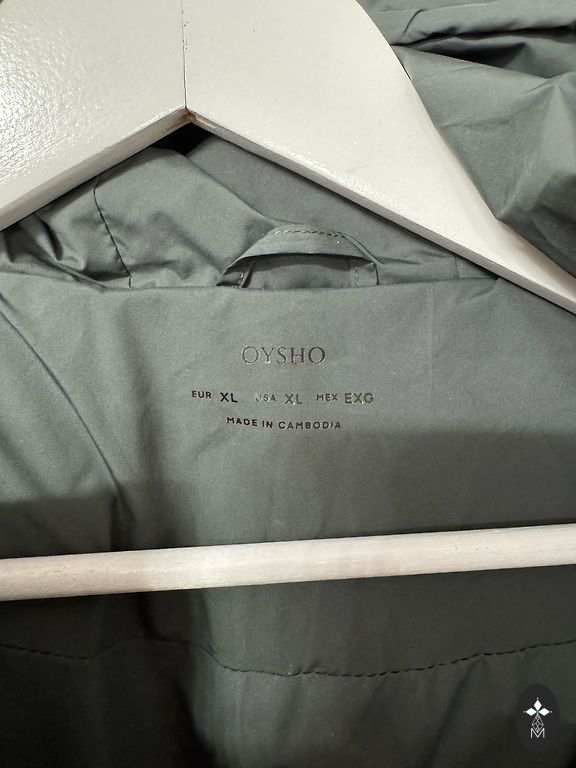 OYSHO
EUR XL USA XL MEX EXG
MADE IN CAMBODIA
M